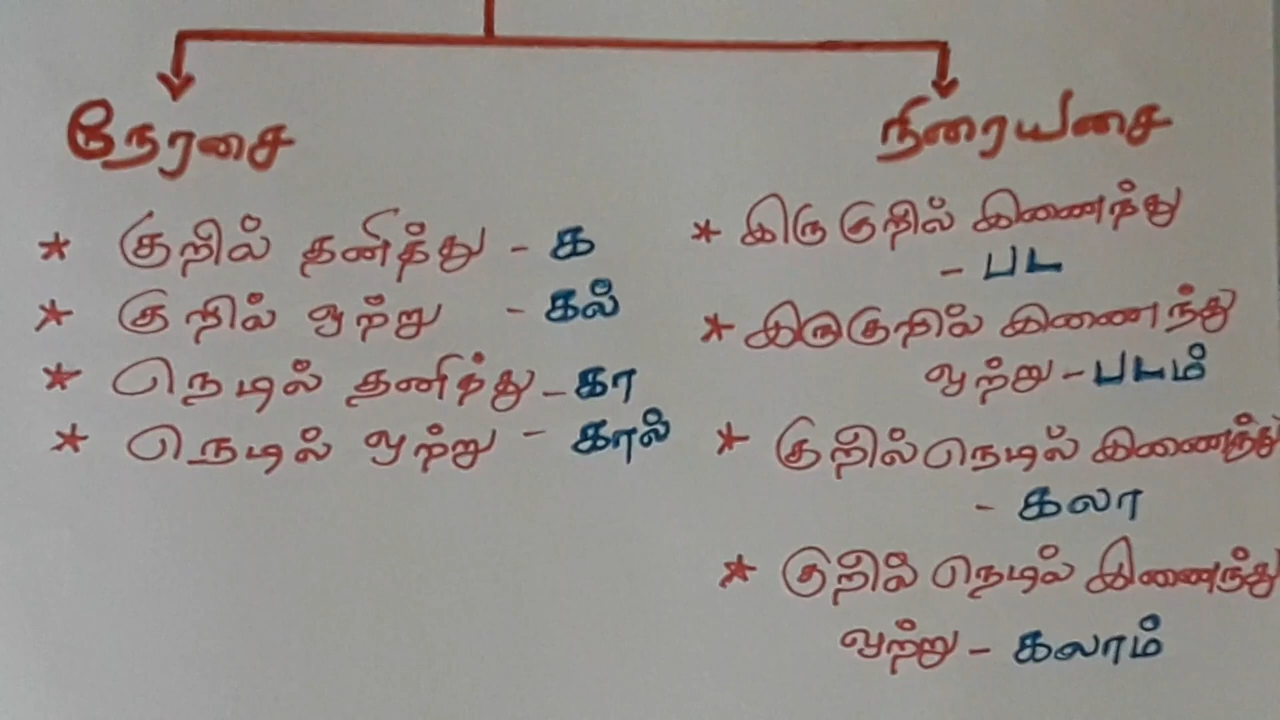 நேரசை
* குறில் தனித்து - க
* குறில் ஒற்று - கல்
* நெடில் தனித்து - கா
* நெடில் ஒற்று - கால்
நிரையசை
* இரு குறில் இணைந்து
- பட
* இருகுறில் இணைந்து
ஒற்று - படம்
* குறில் நெடில் இணைந்து
- கலா
* குறில் நெடில் இணைந்து
ஒற்று - கலாம்